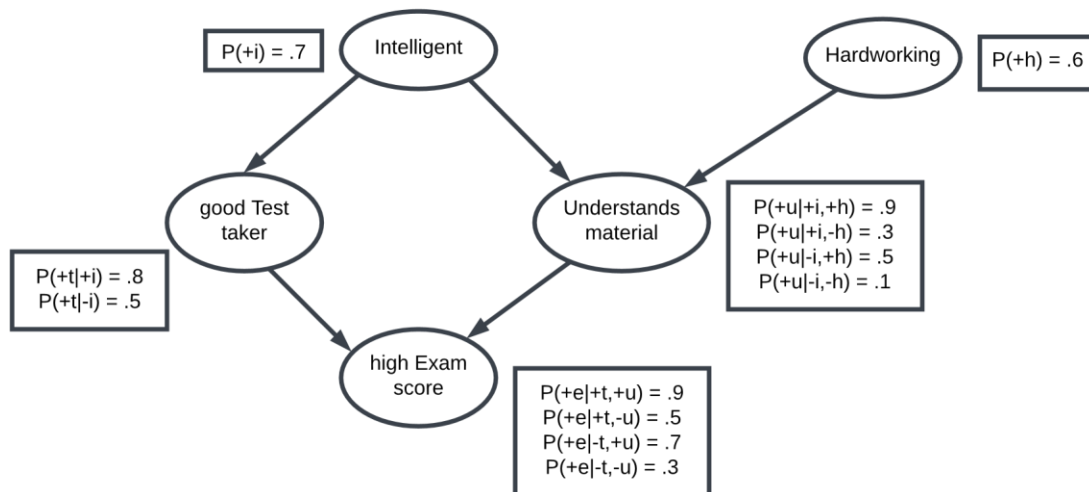 P(+i) = .7
Intelligent
Hardworking
P(+h) = .6
good Test
taker
Understands
material
P(+u|+i,+h) = .9
P(+u|+i,-h) = .3
P(+u|-i,+h) = .5
P(+u|-i,-h) = .1
P(+t|+i) = .8
P(+t|-i) = .5
high Exam
score
P(+e|+t,+u) = .9
P(+e|+t,-u) = .5
P(+e|-t,+u) = .7
P(+e|-t,-u) = .3